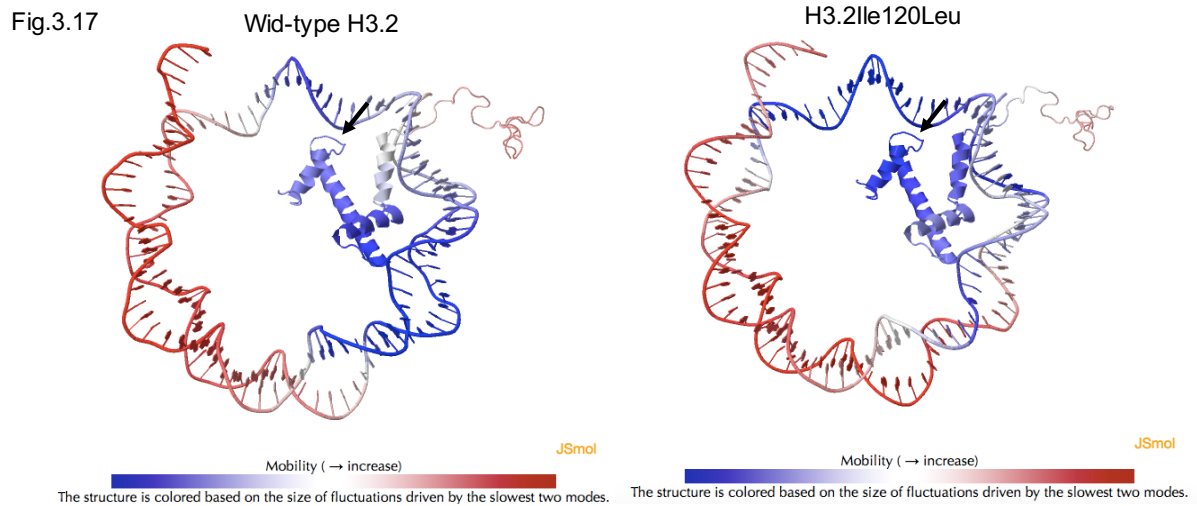 Fig.3.17
Wid-type H3.2
H3.2Ile120Leu
JSmol
Mobility ( → increase)
The structure is colored based on the size of fluctuations driven by the slowest two modes.
JSmol
Mobility ( → increase)
The structure is colored based on the size of fluctuations driven by the slowest two modes.